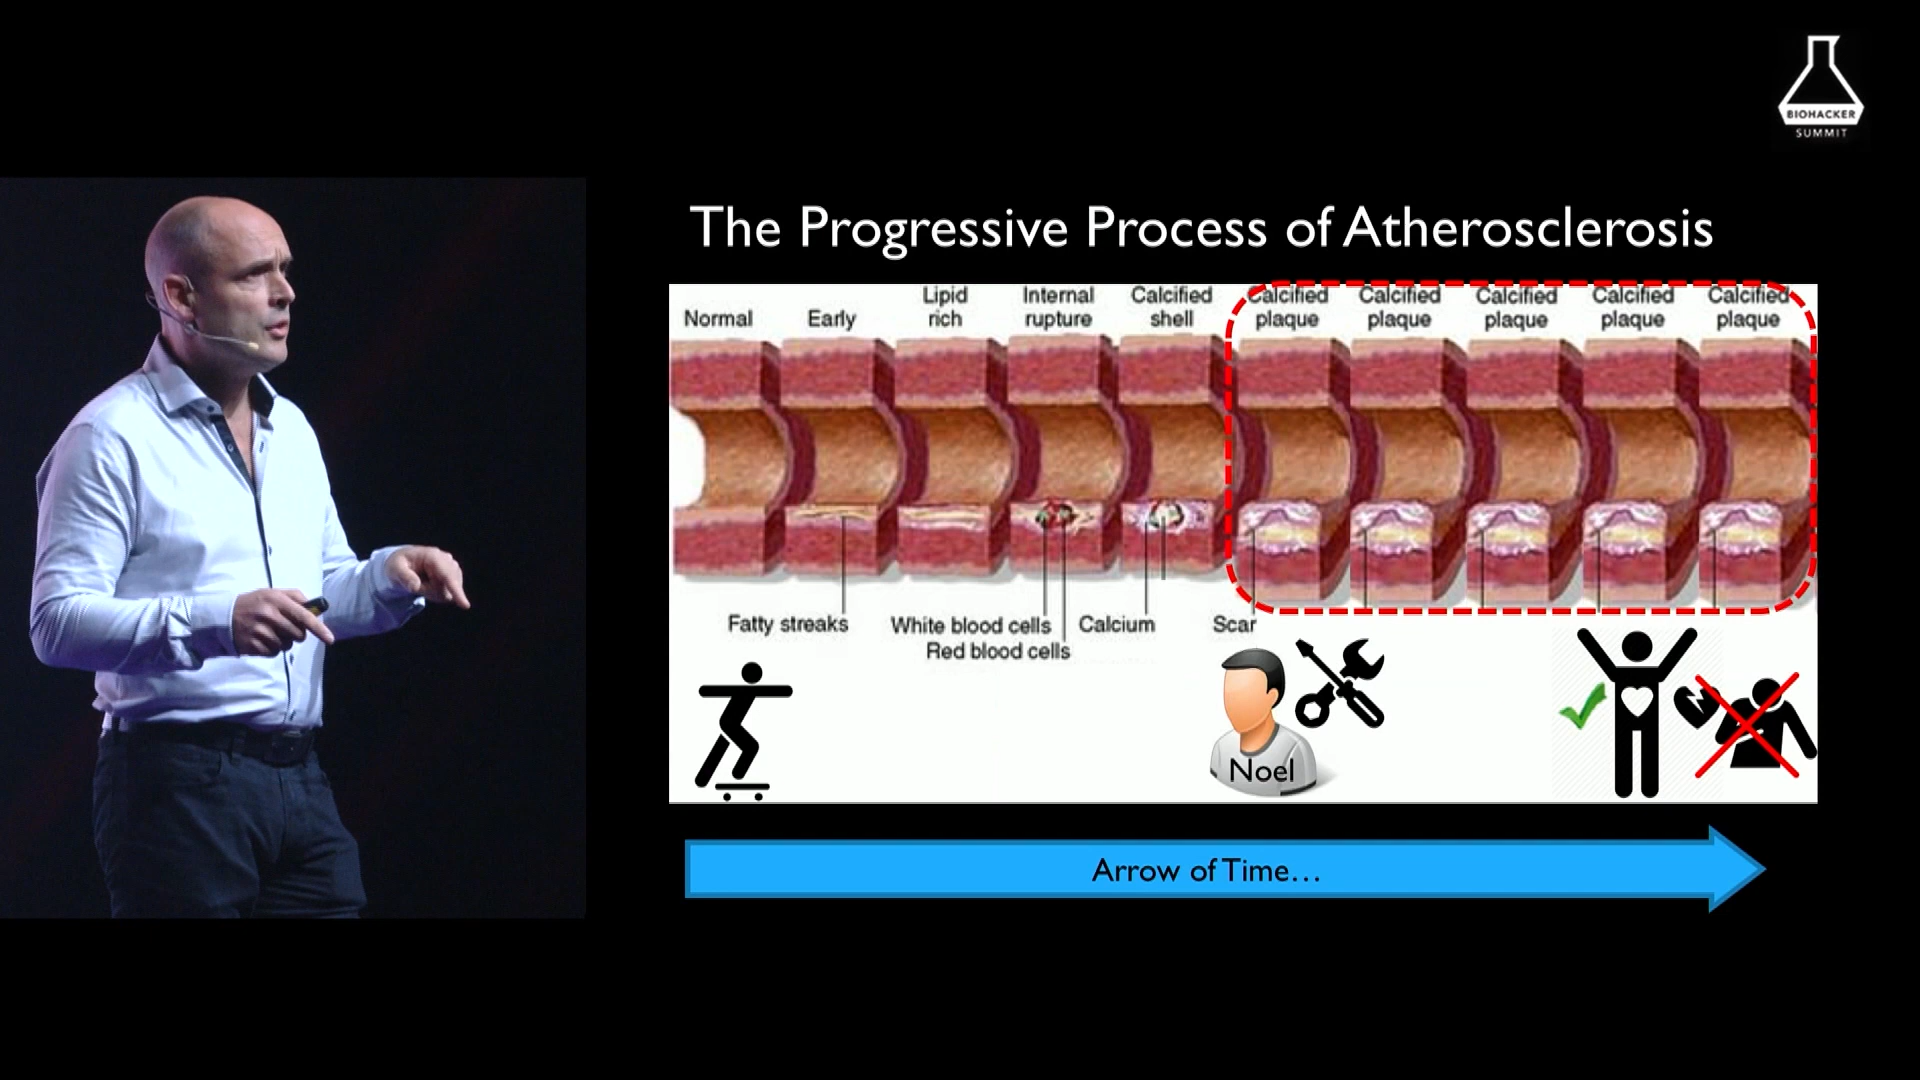 BIOHACKER
SUMMIT
The Progressive Process of Atherosclerosis
Normal
Early
Lipid
rich
Internal
rupture
Calcified
shell
Calcified
plaque
Calcified
plaque
Calcified
plaque
Calcified
plaque
Calcified
plaque
Fatty streaks
White blood cells
Red blood cells
Calcium
Scar
Noel
Arrow of Time...